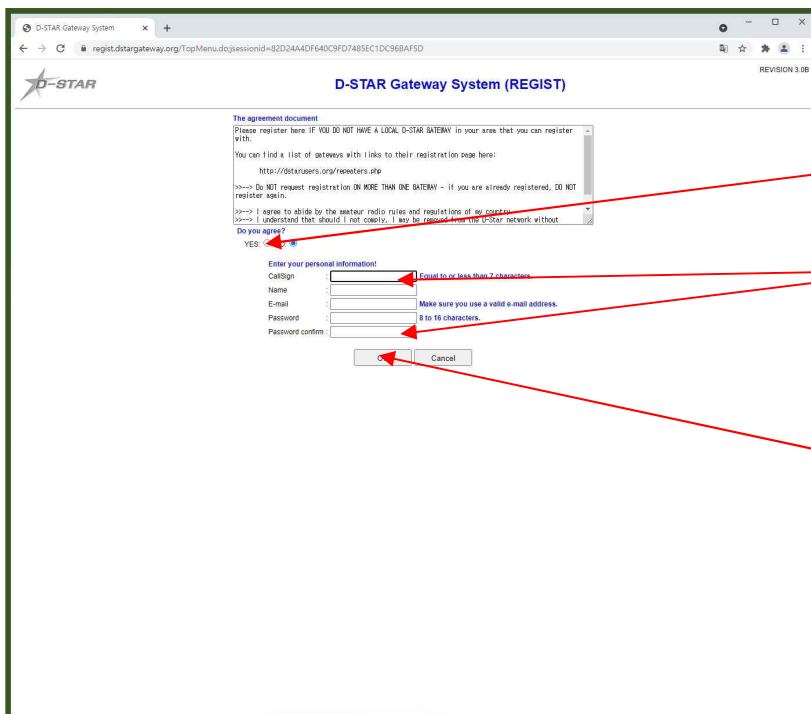 D-STAR Gateway System
regist.dstargateway.org/TopMenu.do;jsessionid=82D24A4DF640C9FD7485EC1DC96BAF5D
D-STAR
D-STAR Gateway System (REGIST)
REVISION 3.0B
The agreement document
Please register here IF YOU DO NOT HAVE A LOCAL D-STAR GATEWAY in your area that you can register
with.
You can find a list of gateways with links to their registration page here:
http://dstarusers.org/repeaters.php
>>--> Do NOT request registration ON MORE THAN ONE GATEWAY - if you are already registered, DO NOT
register again.
>>--> I agree to abide by the amateur radio rules and regulations of my country.
>>--> I understand that should I not comply, I may be removed from the D-Star network without
Do you agree?
YES:
Enter your personal information!
CallSign : Equal to or less than 7 characters.
Name :
E-mail : Make sure you use a valid e-mail address.
Password : 8 to 16 characters.
Password confirm :
Cancel